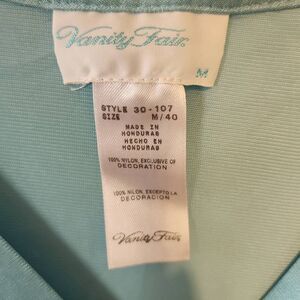 Vanity Fair
M
STYLE 30-107
SIZE M/40
MADE IN
HONDURAS
HECHO EN
HONDURAS
100% NYLON, EXCLUSIVE OF
DECORATION
100% NILON, EXCEPTO LA
DECORACION
Vanity Fair